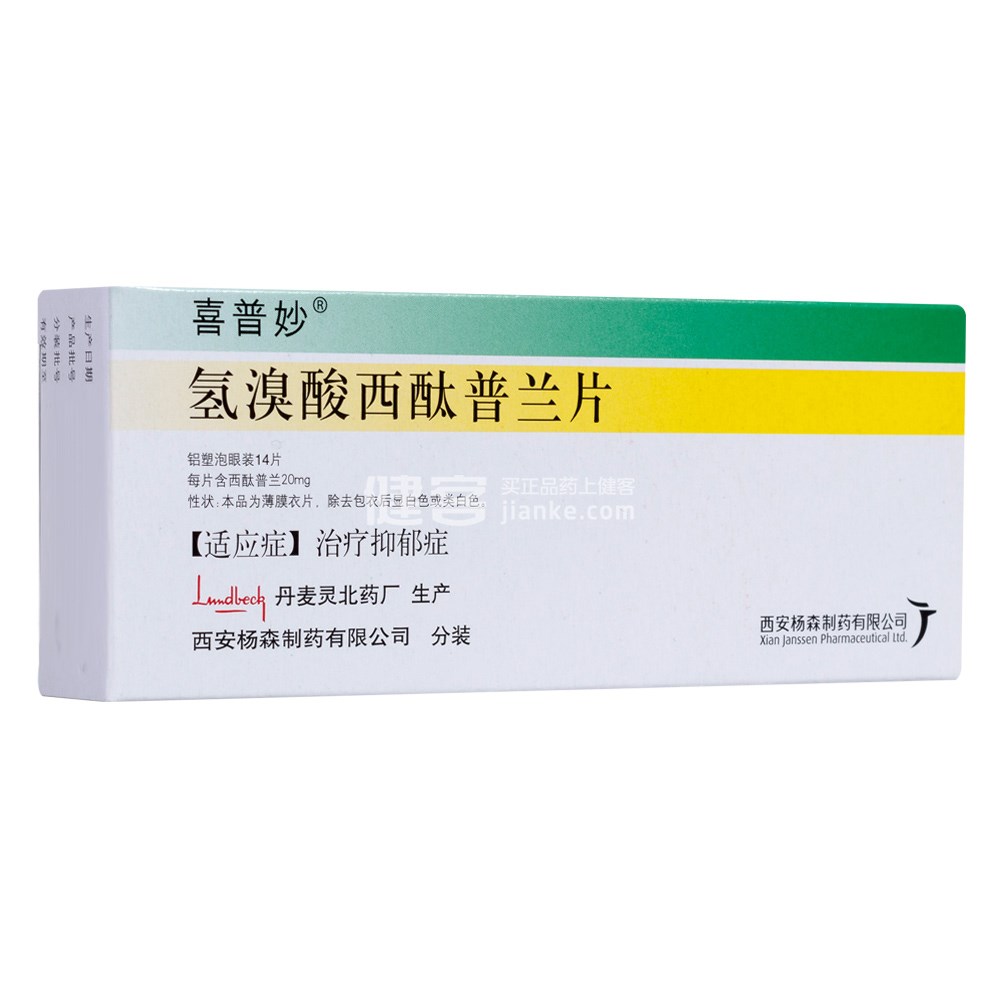 生产日期
产品批号
分装批号
有效期至
喜普妙®
氢溴酸西酞普兰片
铝塑泡眼装14片
每片含西酞普兰20mg
性状:本品为薄膜衣片，除去包衣后显白色或类白色。
【适应症】治疗抑郁症
Lundbeck 丹麦灵北药厂 生产
西安杨森制药有限公司 分装
西安杨森制药有限公司
Xian Janssen Pharmaceutical Ltd.
健客 买正品药上健客
jianke.com